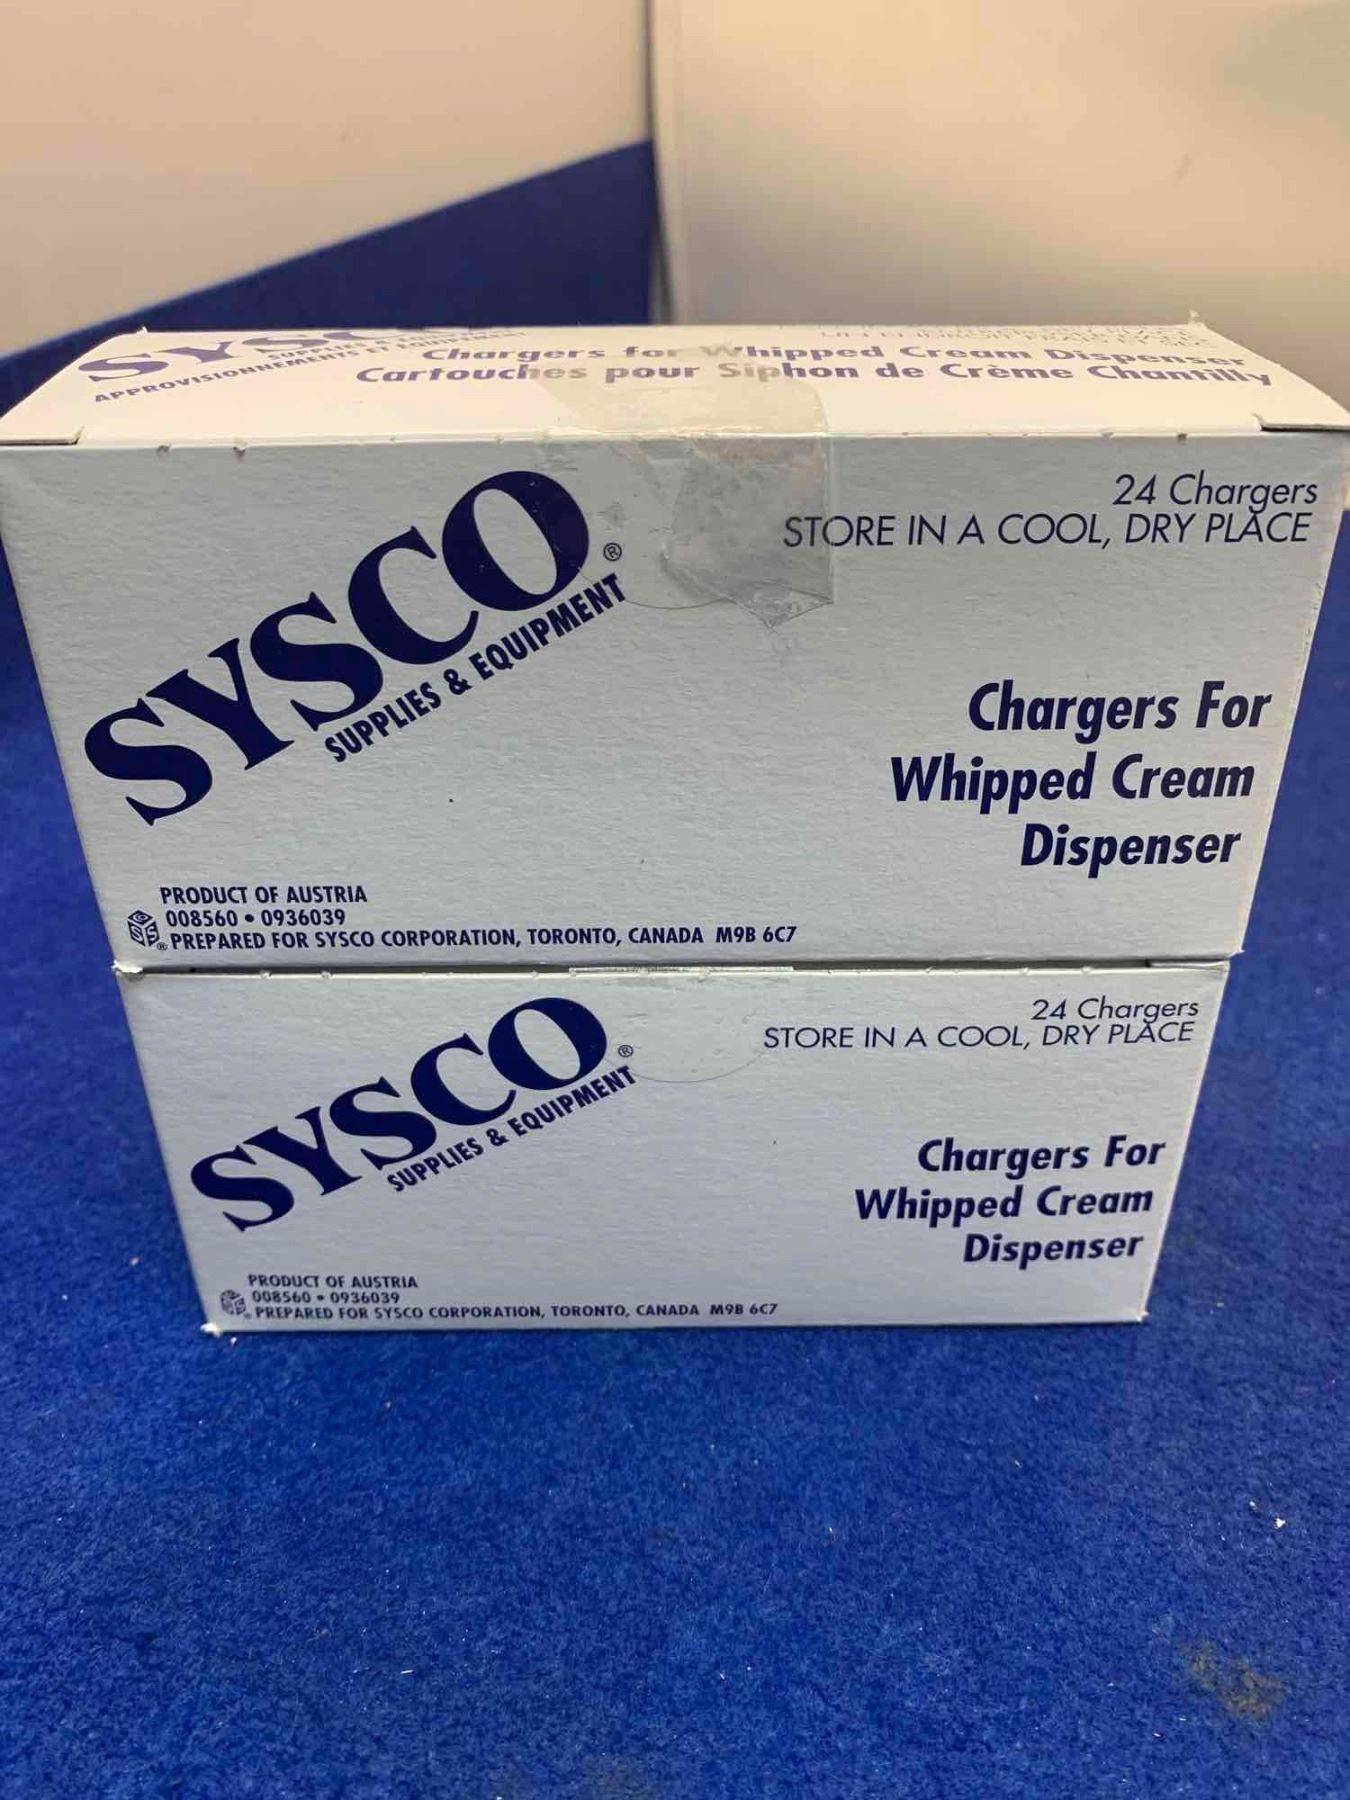 SYSCO
SUPPLIES & EQUIPMENT
APPROVISIONNEMENTS ET ÉQUIPEMENT
Chargers for Whipped Cream Dispenser
Cartouches pour Siphon de Crème Chantilly
24 Chargers
STORE IN A COOL, DRY PLACE
SYSCO®
SUPPLIES & EQUIPMENT
Chargers For
Whipped Cream
Dispenser
PRODUCT OF AUSTRIA
008560 • 0936039
® PREPARED FOR SYSCO CORPORATION, TORONTO, CANADA M9B 6C7
24 Chargers
STORE IN A COOL, DRY PLACE
SYSCO®
SUPPLIES & EQUIPMENT
Chargers For
Whipped Cream
Dispenser
PRODUCT OF AUSTRIA
008560 • 0936039
® PREPARED FOR SYSCO CORPORATION, TORONTO, CANADA M9B 6C7